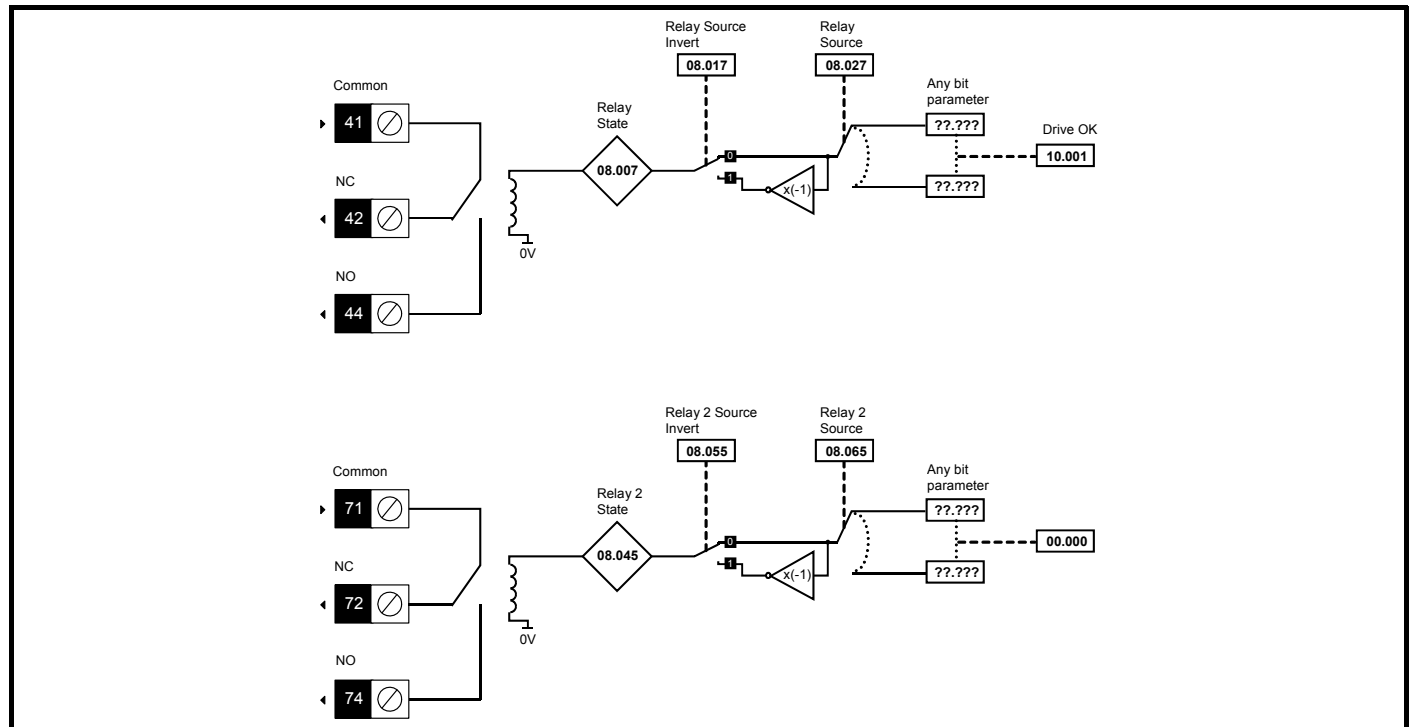 Relay Source
Invert
08.017
Relay
Source
08.027
Common
41
Any bit
parameter
??.???
Drive OK
10.001
??.???
Relay
State
08.007
0
1
x(-1)
NC
42
0V
NO
44
Relay 2 Source
Invert
08.055
Relay 2
Source
08.065
Common
71
Any bit
parameter
??.???
00.000
??.???
Relay 2
State
08.045
0
1
x(-1)
NC
72
0V
NO
74